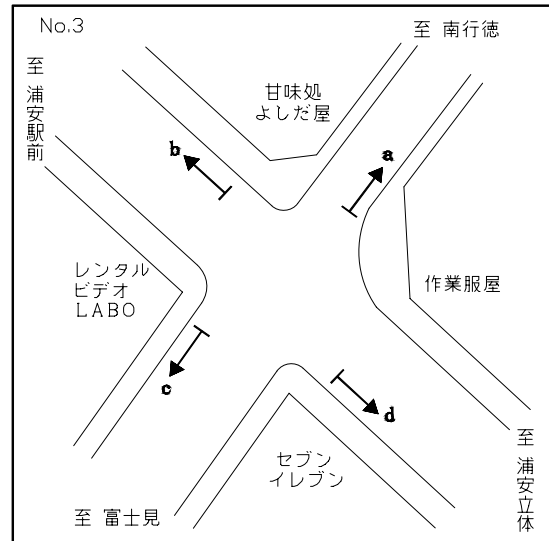 No.3
至 南行徳
至 浦安駅前
甘味処
よしだ屋
b
a
レンタル
ビデオ
LABO
作業服屋
c
d
セブン
イレブン
至 浦安立体
至 富士見